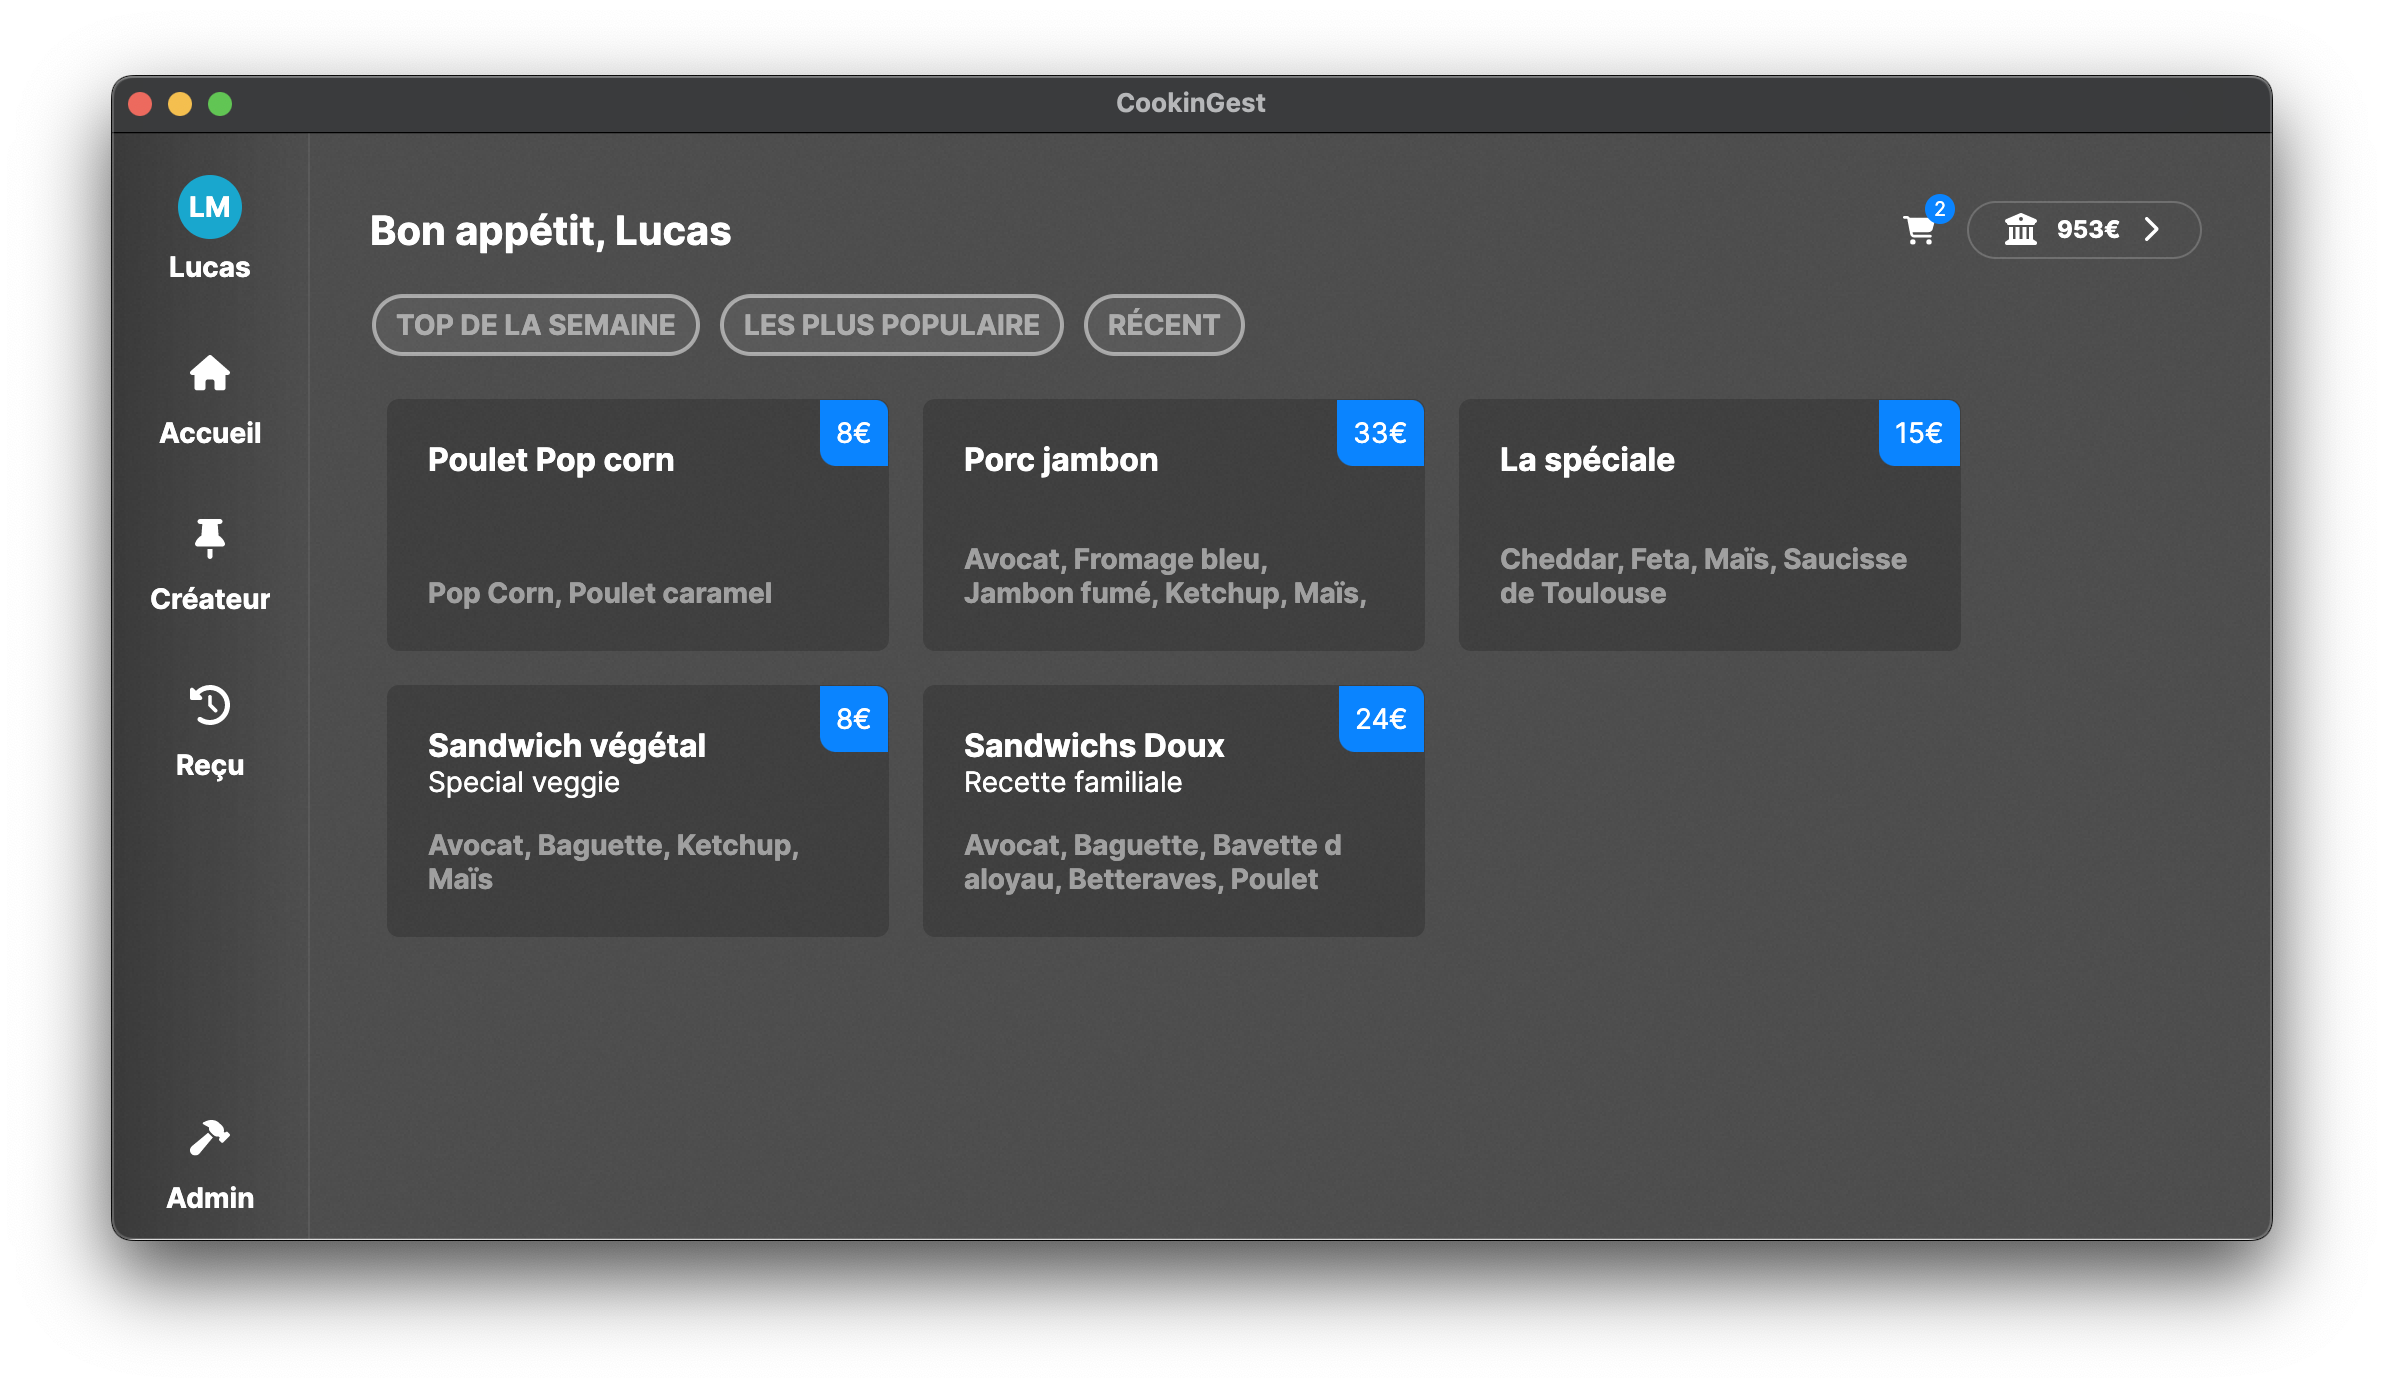 CookinGest
LM
Lucas
Accueil
Créateur
Reçu
Admin
Bon appétit, Lucas
2
953€
TOP DE LA SEMAINE
LES PLUS POPULAIRE
RÉCENT
Poulet Pop corn
8€
Pop Corn, Poulet caramel
Porc jambon
33€
Avocat, Fromage bleu,
Jambon fumé, Ketchup, Maïs,
La spéciale
15€
Cheddar, Feta, Maïs, Saucisse
de Toulouse
Sandwich végétal
8€
Special veggie
Avocat, Baguette, Ketchup,
Maïs
Sandwichs Doux
24€
Recette familiale
Avocat, Baguette, Bavette d
aloyau, Betteraves, Poulet